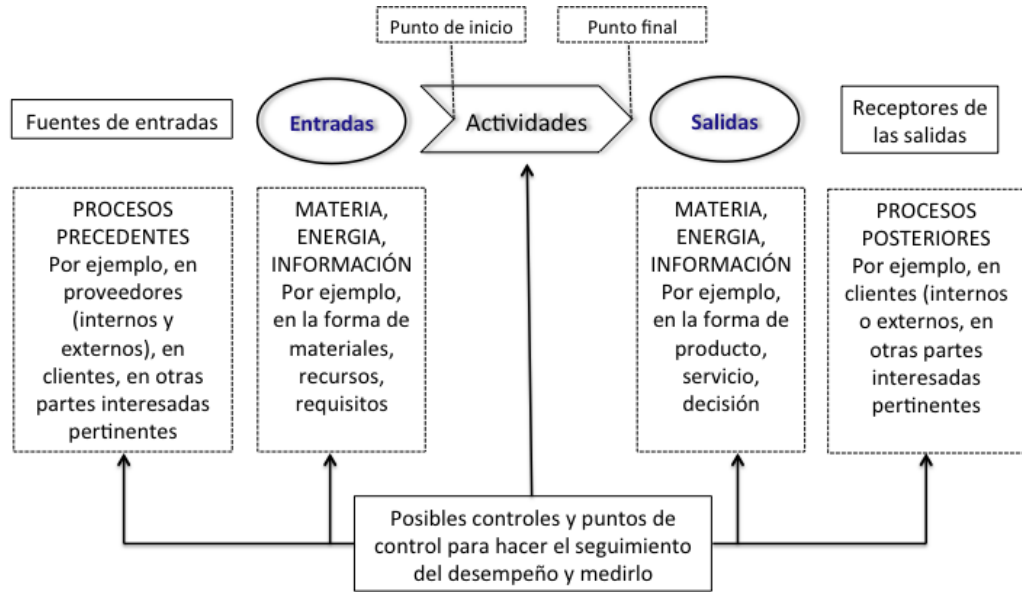 Punto de inicio
Punto final
Fuentes de entradas
Entradas
Actividades
Salidas
Receptores de
las salidas
PROCESOS
PRECEDENTES
Por ejemplo, en
proveedores
(internos y
externos), en
clientes, en otras
partes interesadas
pertinentes
MATERIA,
ENERGIA,
INFORMACIÓN
Por ejemplo,
en la forma de
materiales,
recursos,
requisitos
MATERIA,
ENERGIA,
INFORMACIÓN
Por ejemplo,
en la forma de
producto,
servicio,
decisión
PROCESOS
POSTERIORES
Por ejemplo, en
clientes (internos
o externos, en
otras partes
interesadas
pertinentes
Posibles controles y puntos de
control para hacer el seguimiento
del desempeño y medirlo